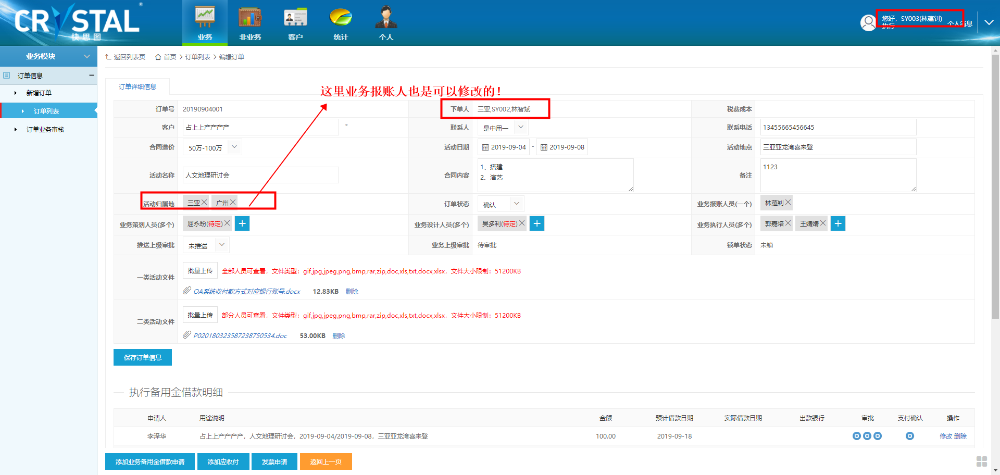 CRYSTAL
®
快思图
业务
非业务
客户
统计
个人
您好，SY003(林蕴钊)
执行
个人消息
业务模块
订单信息
新增订单
订单列表
订单业务审核
返回列表页 首页 > 订单列表 > 编辑订单
订单详细信息
这里业务报账人也是可以修改的！
订单号 20190904001 下单人 三亚,SY002,林智斌 税费成本
客户 占上上产产产产 * 联系人 是中用一 联系电话 13455665456645
合同造价 50万-100万 活动日期 2019-09-04 - 2019-09-08 活动地点 三亚亚龙湾喜来登
活动名称 人文地理研讨会 合同内容 1、搭建
2、演艺
备注 1123
活动归属地 三亚 广州 订单状态 确认 业务报账人员(一个) 林蕴钊
业务策划人员(多个) 屈永盼(待定) + 业务设计人员(多个) 吴多利(待定) + 业务执行人员(多个) 郭嘉培 王婧婧 +
推送上级审批 未推送 业务上级审批 待审批 锁单状态 未锁
一类活动文件 批量上传 全部人员可查看，文件类型：gif,jpg,jpeg,png,bmp,rar,zip,doc,xls,txt,docx,xlsx，文件大小限制：51200KB
OA系统收付款方式对应银行账号.docx 12.83KB 删除
二类活动文件 批量上传 部分人员可查看，文件类型：gif,jpg,jpeg,png,bmp,rar,zip,doc,xls,txt,docx,xlsx，文件大小限制：51200KB
P020180323587238750534.doc 53.00KB 删除
保存订单信息
执行备用金借款明细
申请人 用途说明 金额 预计借款日期 实际借款日期 出款银行 审批 支付确认 操作
李泽华 占上上产产产产，人文地理研讨会，2019-09-04/2019-09-08，三亚亚龙湾喜来登 100.00 2019-09-18 修改 删除
添加业务备用金借款申请 添加应收付 发票申请 返回上一页